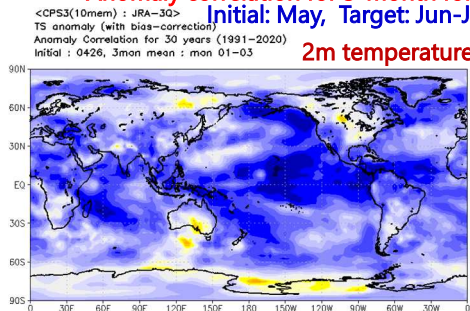 <CPS3(10mem) : JRA-3Q>
Initial: May, Target: Jun-J
TS anomaly (with bias-correction)
Anomaly Correlation for 30 years (1991-2020)
Initial : 0426, 3mon mean : mon 01-03
2m temperature
90N
60N
30N
EQ
30S
60S
90S
0 30E 60E 90E 120E 150E 180 150W 120W 90W 60W 30W 0